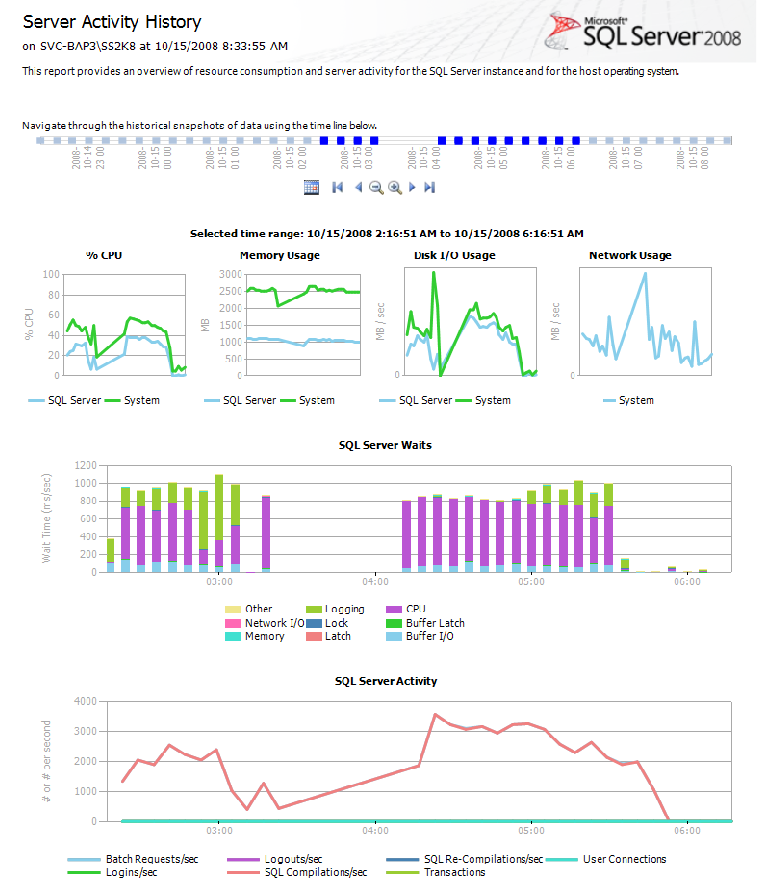 Server Activity History
on SVC-BAP3\SS2K8 at 10/15/2008 8:33:55 AM
Microsoft®
SQL Server 2008
This report provides an overview of resource consumption and server activity for the SQL Server instance and for the host operating system.
Navigate through the historical snapshots of data using the time line below.
2008-10-14 23:00
2008-10-15 00:00
2008-10-15 01:00
2008-10-15 02:00
2008-10-15 03:00
2008-10-15 04:00
2008-10-15 05:00
2008-10-15 06:00
2008-10-15 07:00
2008-10-15 08:00
Selected time range: 10/15/2008 2:16:51 AM to 10/15/2008 6:16:51 AM
% CPU
% CPU
100
80
60
40
20
0
SQL Server System
Memory Usage
MB
3000
2500
2000
1500
1000
500
0
SQL Server System
Disk I/O Usage
MB / sec
0
SQL Server System
Network Usage
MB / sec
0
System
SQL Server Waits
Wait Time (ms/sec)
1200
1000
800
600
400
200
0
03:00 04:00 05:00 06:00
Other Logging CPU
Network I/O Lock Buffer Latch
Memory Latch Buffer I/O
SQL Server Activity
# or # per second
4000
3000
2000
1000
0
03:00 04:00 05:00 06:00
Batch Requests/sec Logouts/sec SQL Re-Compilations/sec User Connections
Logins/sec SQL Compilations/sec Transactions